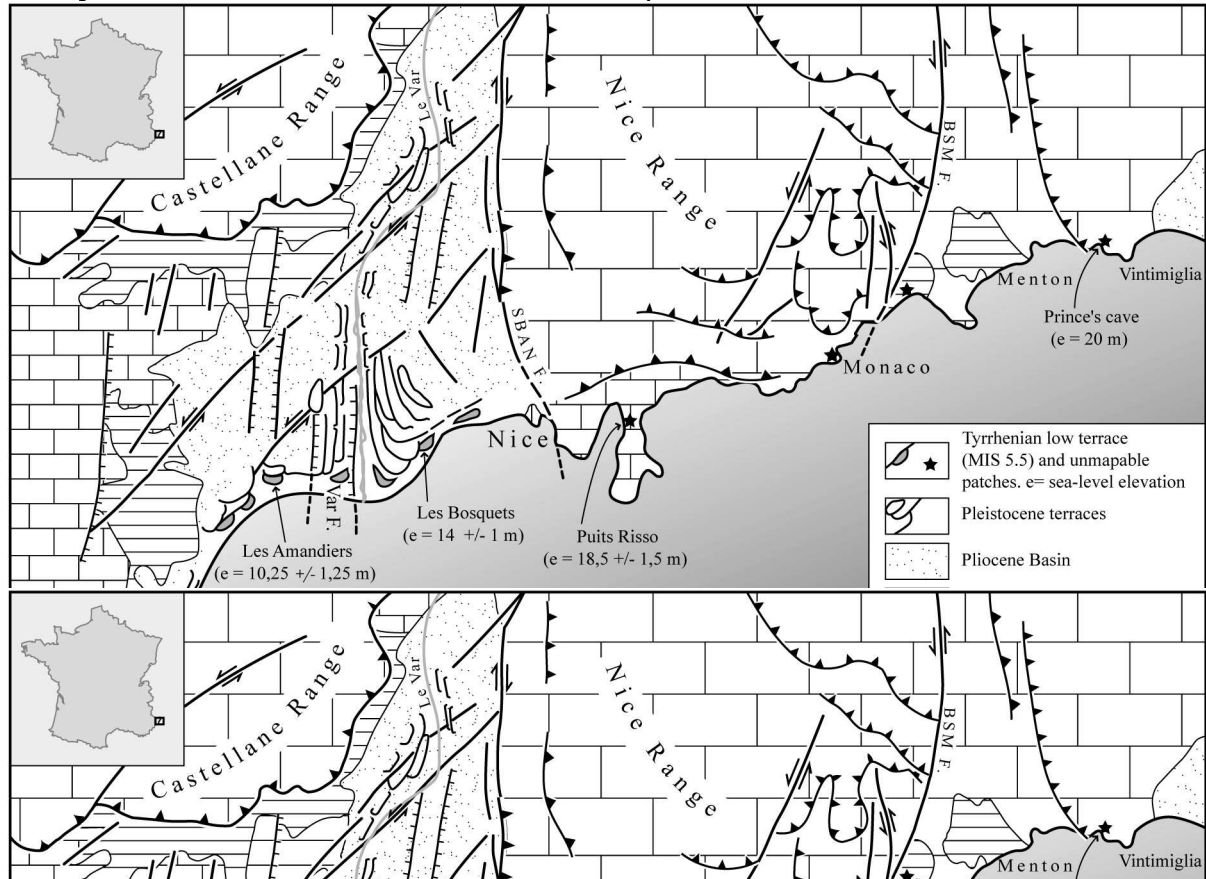 Castellane Range
Le Var
Nice Range
BSM F.
SBAN F.
Menton
Vintimiglia
Prince's cave
(e = 20 m)
Monaco
Nice
Var F.
Les Bosquets
(e = 14 +/- 1 m)
Les Amandiers
(e = 10,25 +/- 1,25 m)
Puits Risso
(e = 18,5 +/- 1,5 m)
Tyrrhenian low terrace
(MIS 5.5) and unmapable
patches. e= sea-level elevation
Pleistocene terraces
Pliocene Basin
Castellane Range
Le Var
Nice Range
BSM F.
Menton
Vintimiglia